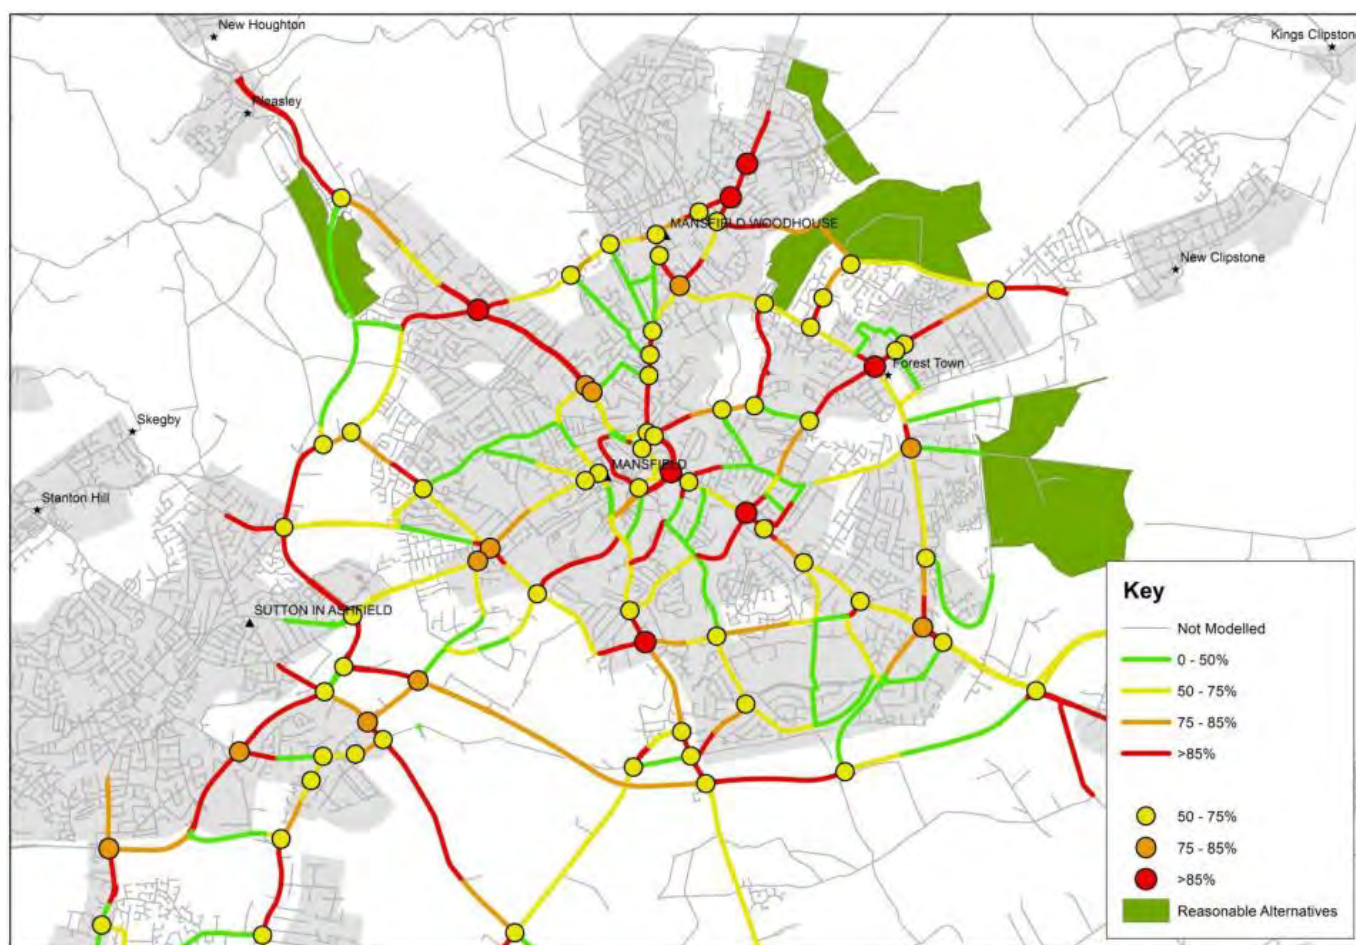 New Houghton
Kings Clipstone
Pleasley
MANSFIELD WOODHOUSE
New Clipstone
Forest Town
Skegby
MANSFIELD
Stanton Hill
SUTTON IN ASHFIELD
Key
Not Modelled
0 - 50%
50 - 75%
75 - 85%
>85%
50 - 75%
75 - 85%
>85%
Reasonable Alternatives